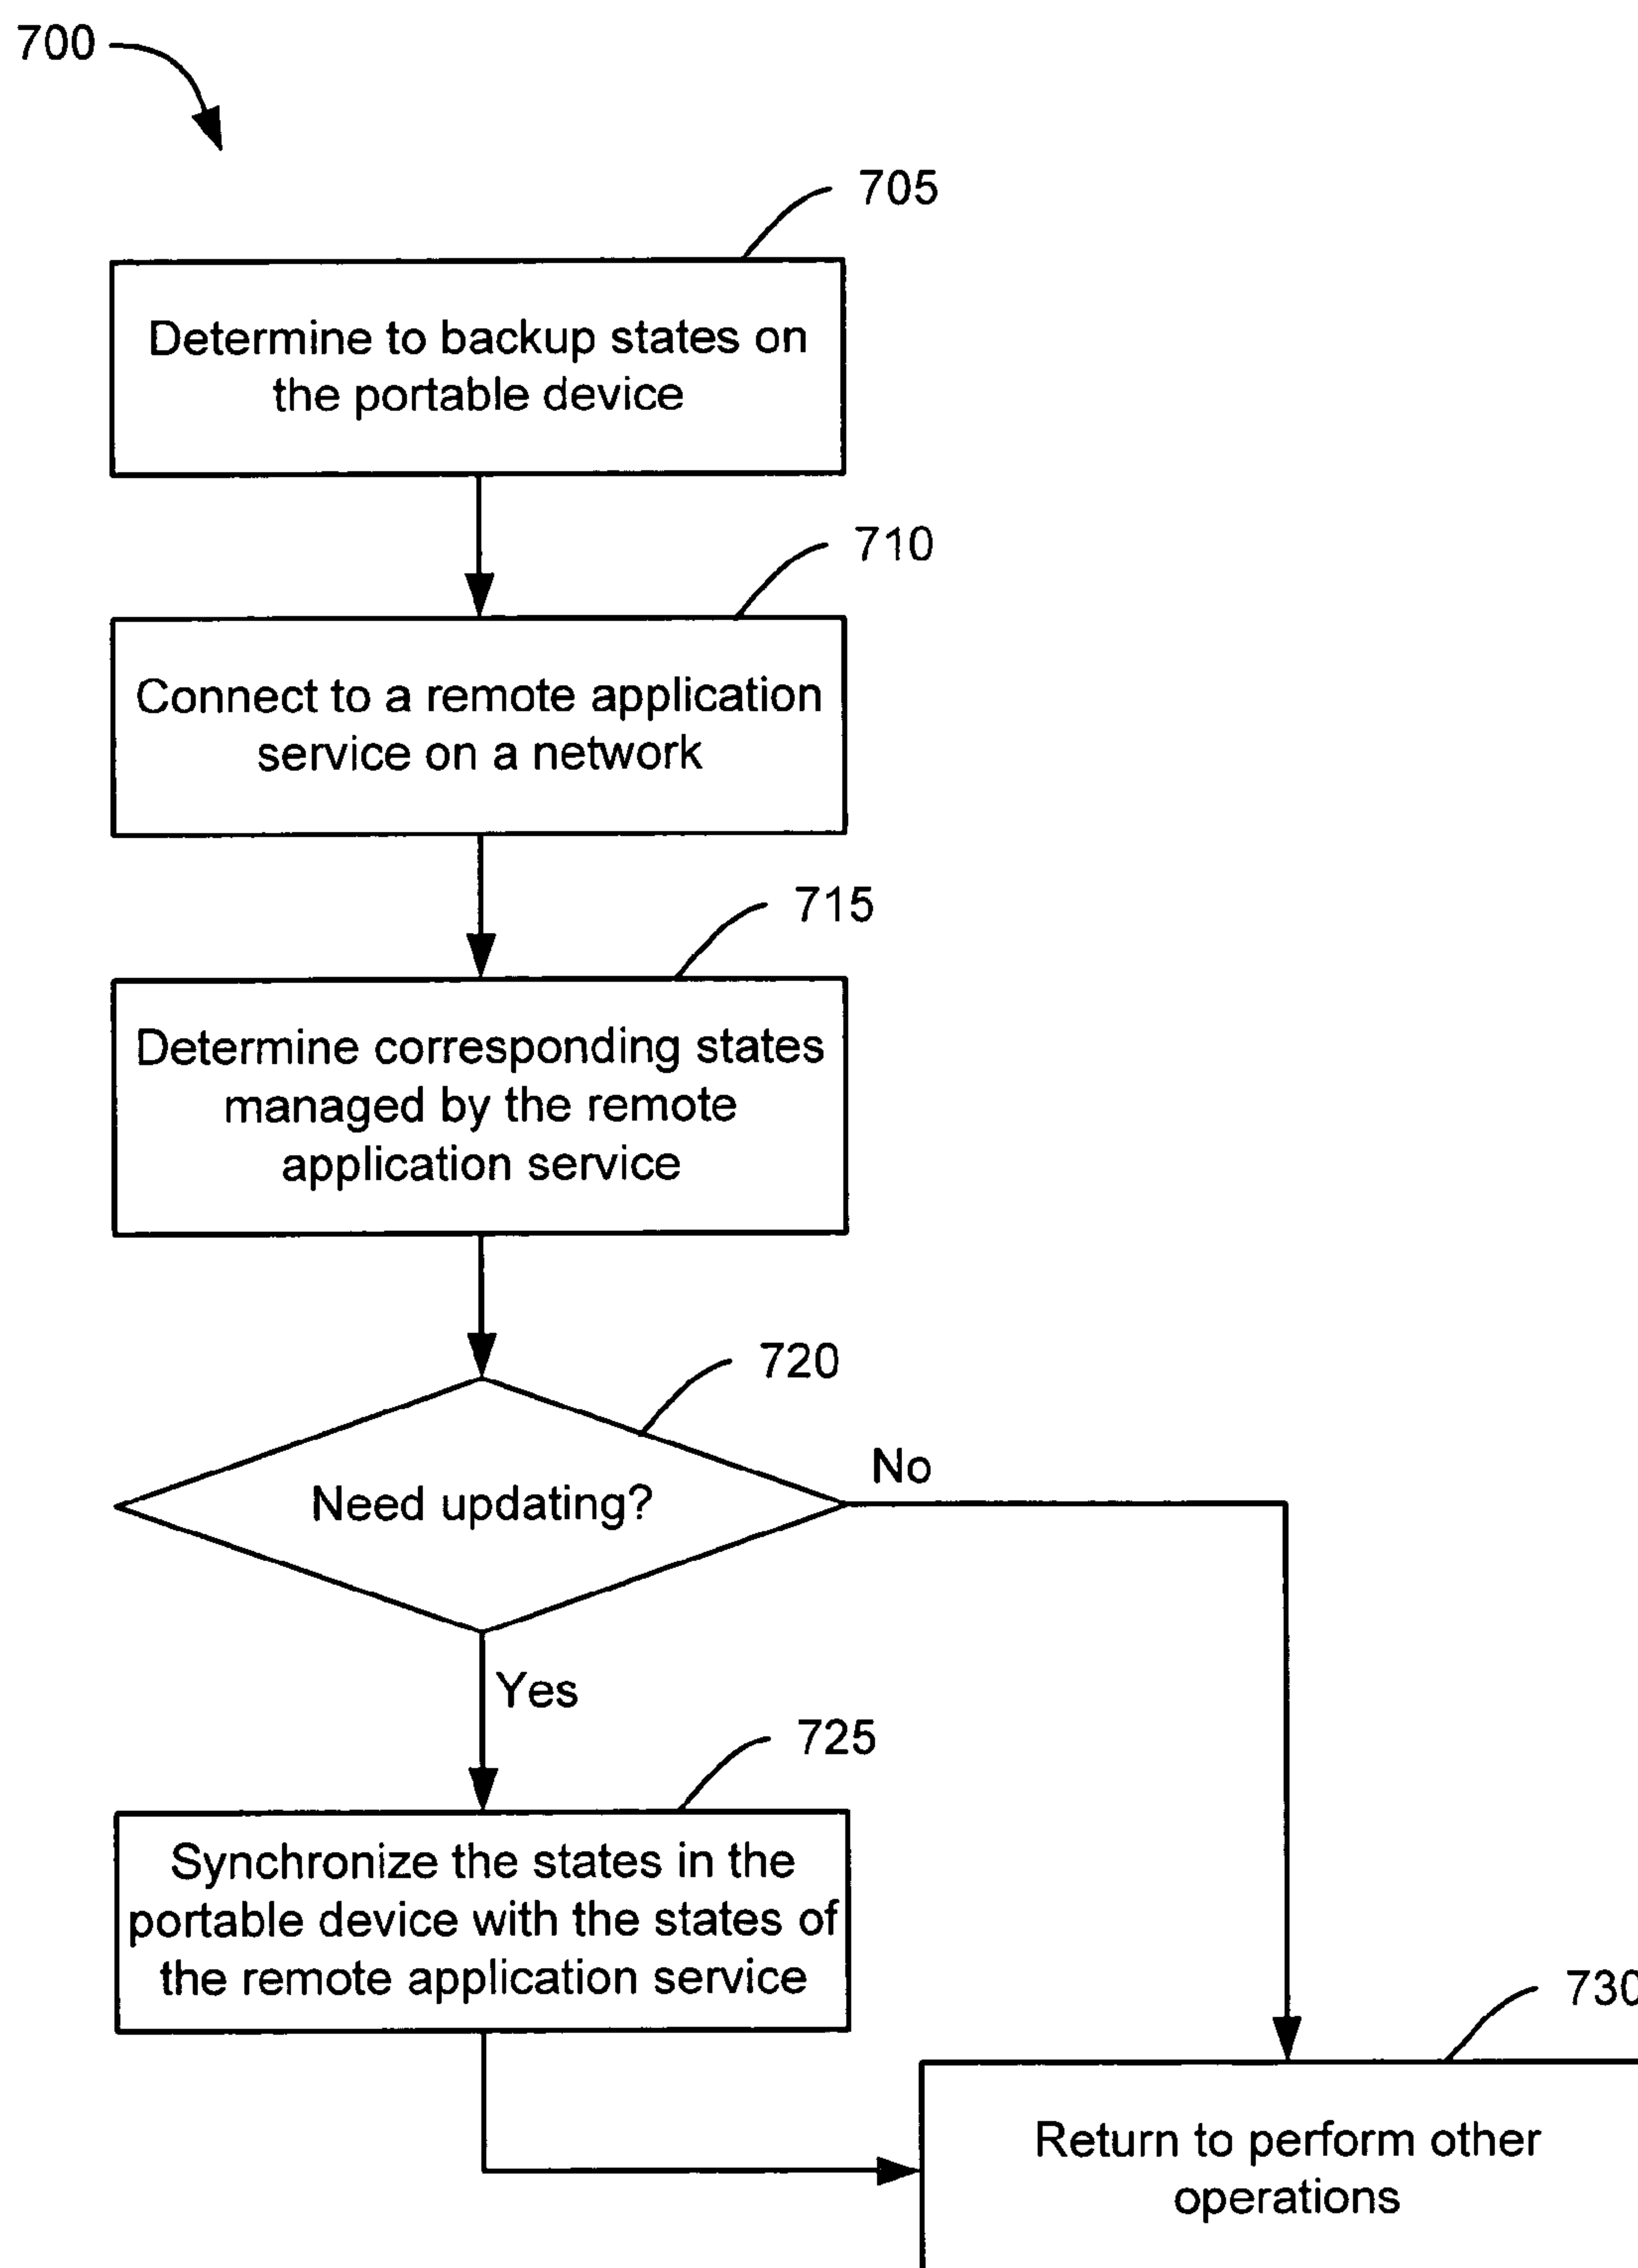 700
705
Determine to backup states on
the portable device
710
Connect to a remote application
service on a network
715
Determine corresponding states
managed by the remote
application service
720
Need updating?
No
Yes
725
Synchronize the states in the
portable device with the states of
the remote application service
730
Return to perform other
operations